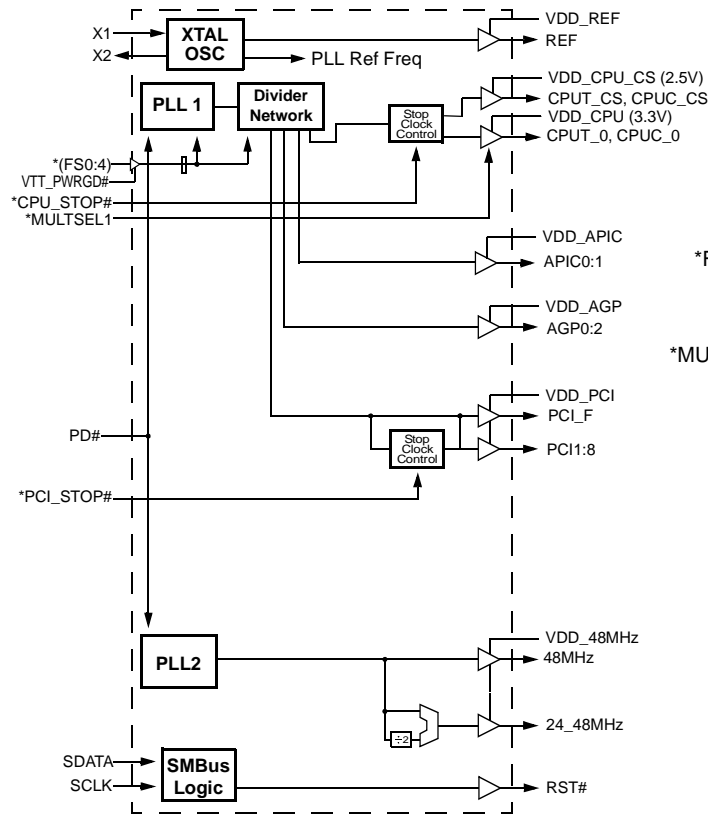 VDD_REF
X1
XTAL
OSC
REF
X2
PLL Ref Freq
VDD_CPU_CS (2.5V)
PLL 1
Divider
Network
Stop
Clock
Control
CPUT_CS, CPUC_CS
VDD_CPU (3.3V)
CPUT_0, CPUC_0
*(FS0:4)
VTT_PWRGD#
*CPU_STOP#
*MULTSEL1
VDD_APIC
*F
APIC0:1
VDD_AGP
AGP0:2
*MU
VDD_PCI
PCI_F
PD#
Stop
Clock
Control
PCI1:8
*PCI_STOP#
VDD_48MHz
PLL2
48MHz
24_48MHz
÷2
SDATA
SMBus
Logic
SCLK
RST#